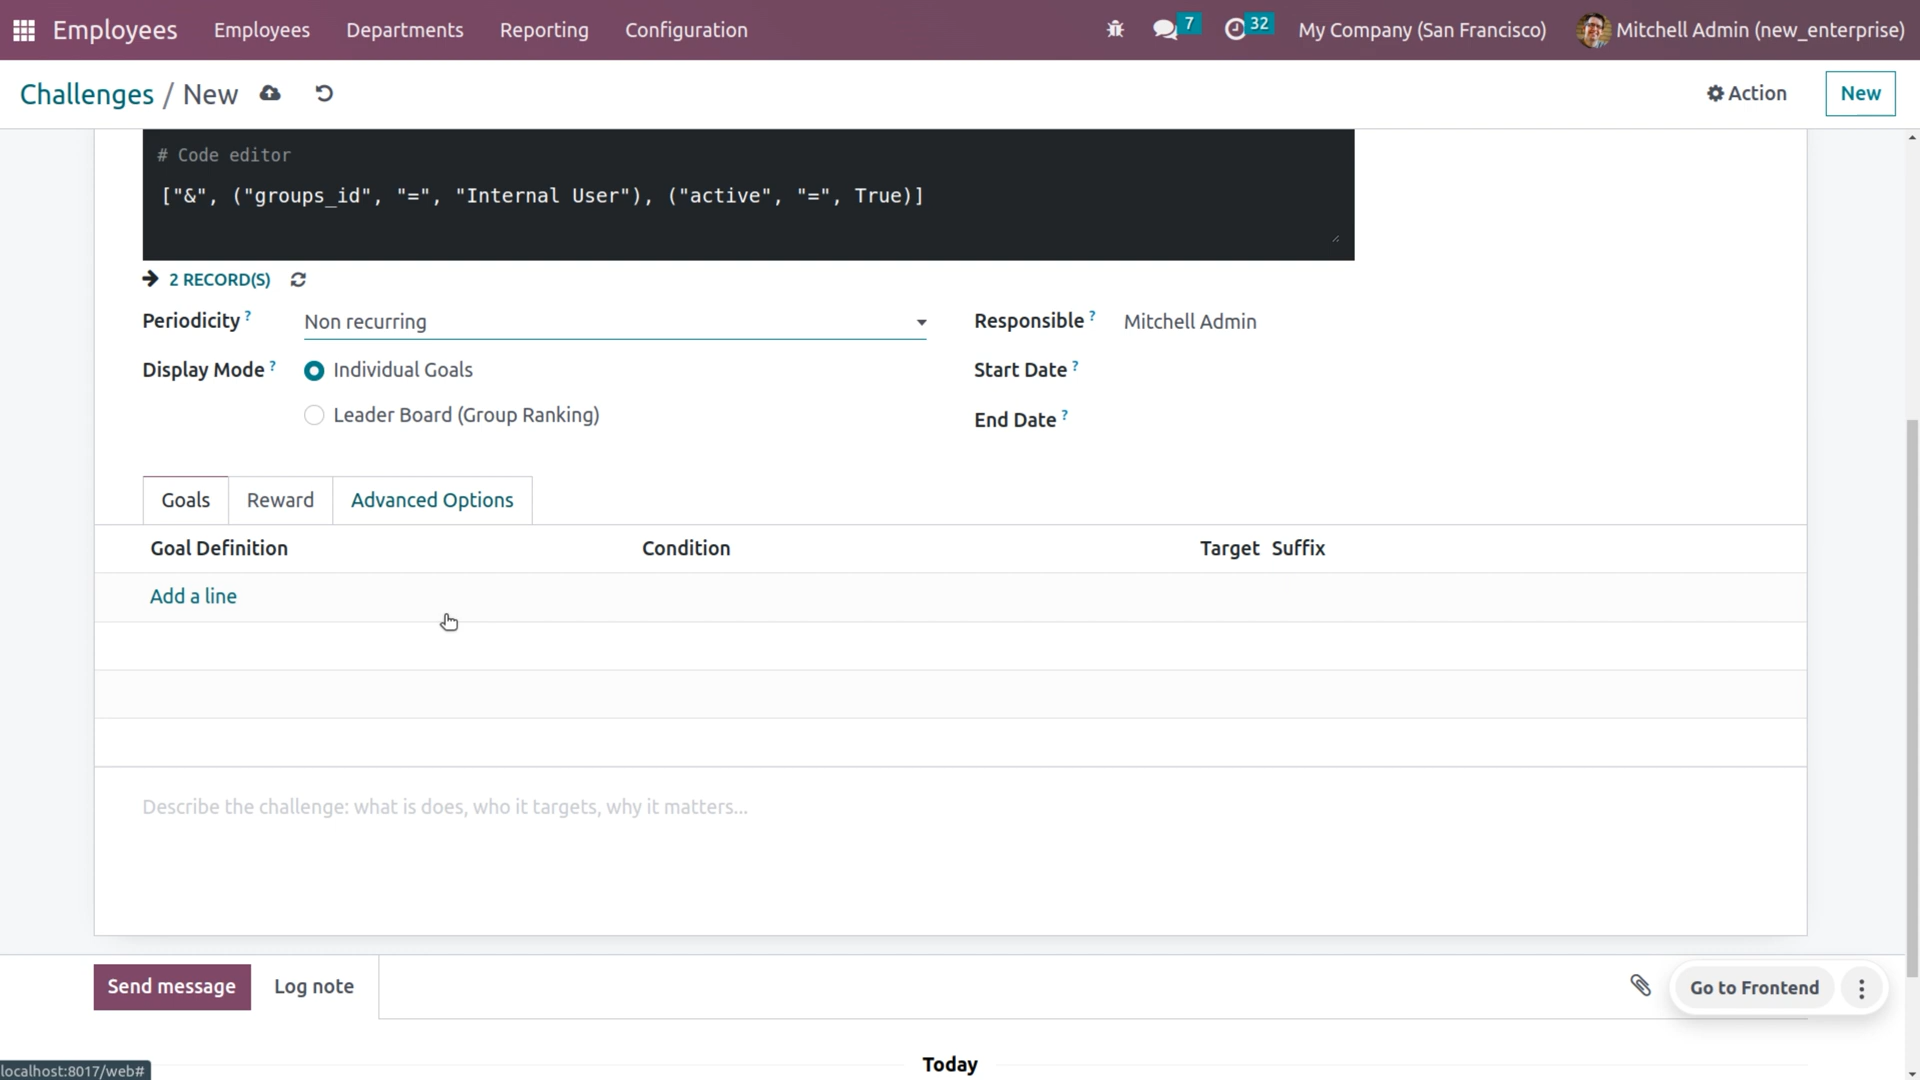 Employees Employees Departments Reporting Configuration 7 32 My Company (San Francisco) Mitchell Admin (new_enterprise)
Challenges / New Action New
# Code editor
["&", ("groups_id", "=", "Internal User"), ("active", "=", True)]
2 RECORD(S)
Periodicity ? Non recurring Responsible ? Mitchell Admin
Display Mode ? Individual Goals Start Date ?
Leader Board (Group Ranking) End Date ?
Goals Reward Advanced Options
Goal Definition Condition Target Suffix
Add a line
Describe the challenge: what is does, who it targets, why it matters...
Send message Log note Go to Frontend
Today
localhost:8017/web#